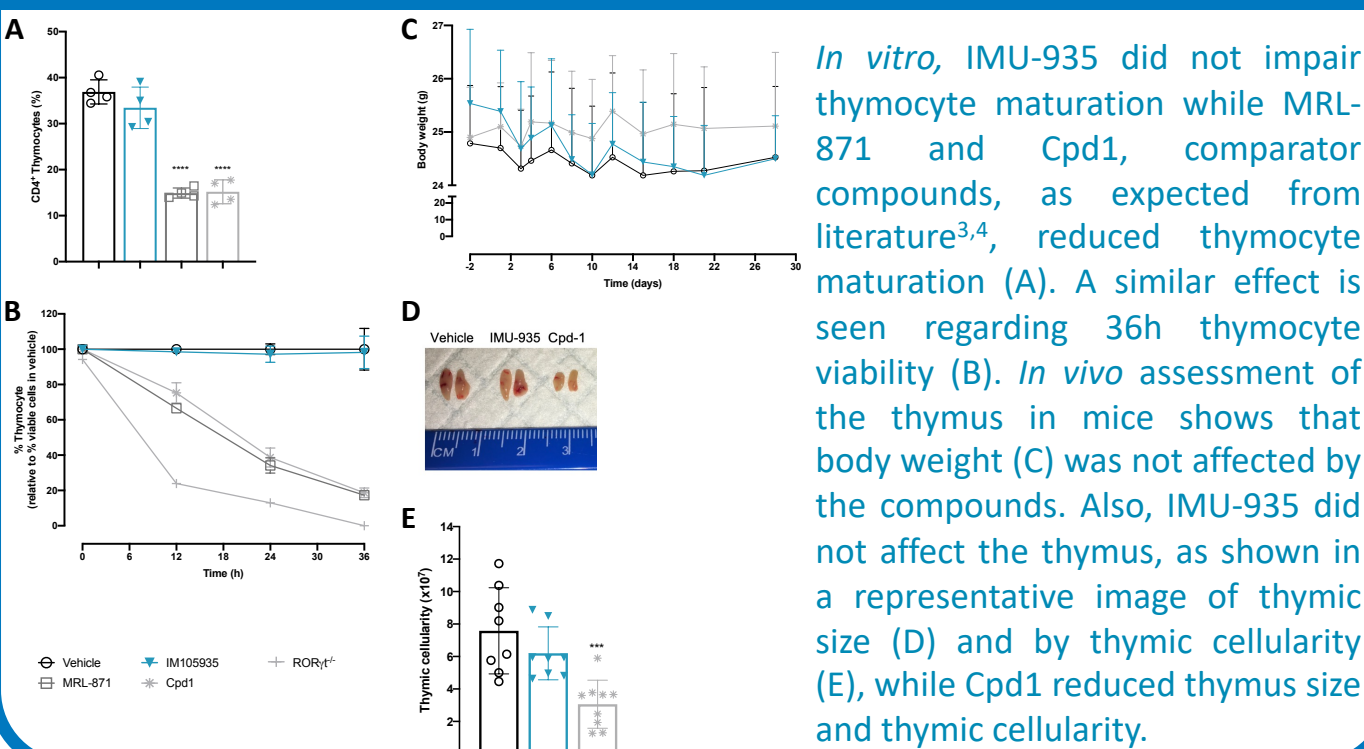 A
50
40
30
20
10
0
CD4+ Thymocytes (%)
****
****
B
120
100
80
60
40
20
0
% Thymocyte
(relative to % viable cells in vehicle)
0 6 12 18 24 30 36
Time (h)
Vehicle
IM105935
RORγt-/-
MRL-871
Cpd1
C
27
26
25
24
20
10
0
Body weight (g)
-2 2 6 10 14 18 22 26 30
Time (days)
D
Vehicle IMU-935 Cpd-1
CM 1 2 3
E
14
12
10
8
6
4
2
Thymic cellularity (x10⁷)
***
In vitro, IMU-935 did not impair
thymocyte maturation while MRL-
871 and Cpd1, comparator
compounds, as expected from
literature³,⁴, reduced thymocyte
maturation (A). A similar effect is
seen regarding 36h thymocyte
viability (B). In vivo assessment of
the thymus in mice shows that
body weight (C) was not affected by
the compounds. Also, IMU-935 did
not affect the thymus, as shown in
a representative image of thymic
size (D) and by thymic cellularity
(E), while Cpd1 reduced thymus size
and thymic cellularity.